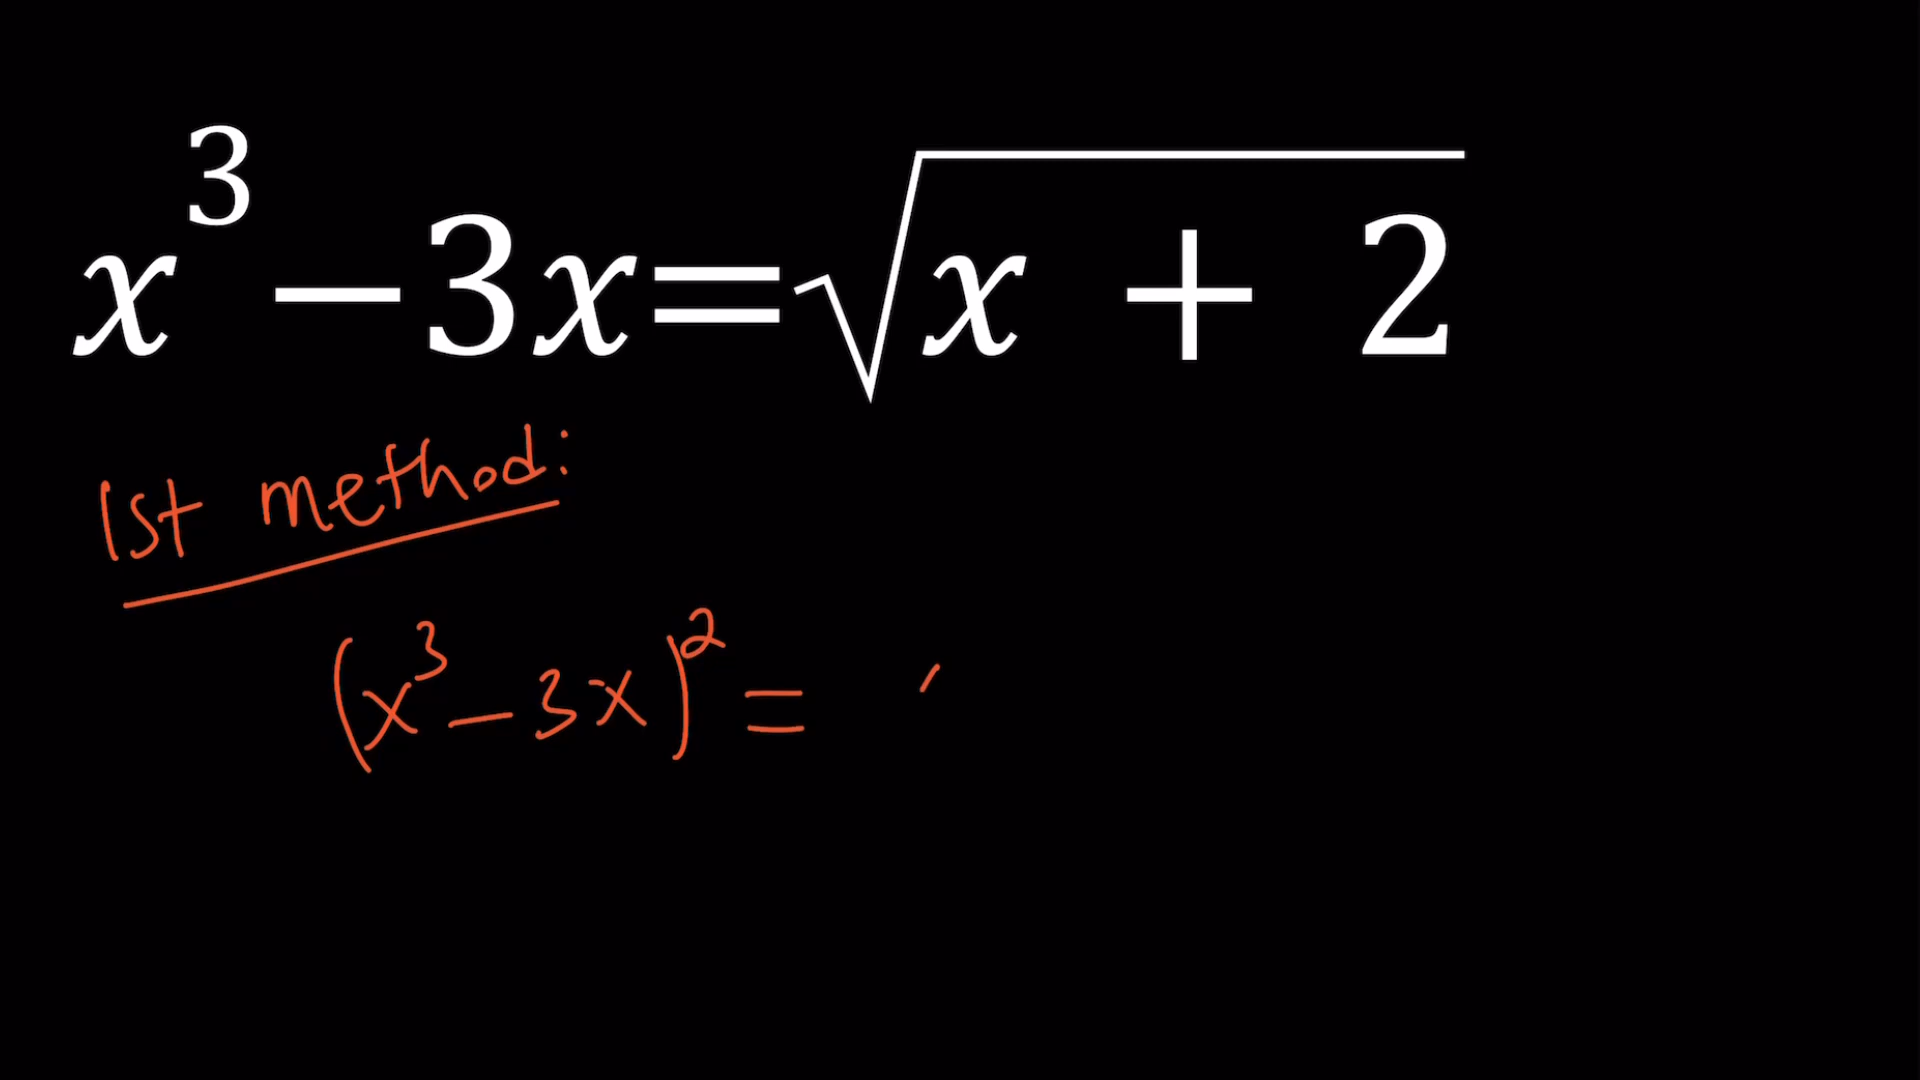 x³−3x=√(x + 2)
1st method:
(x³−3x)²=